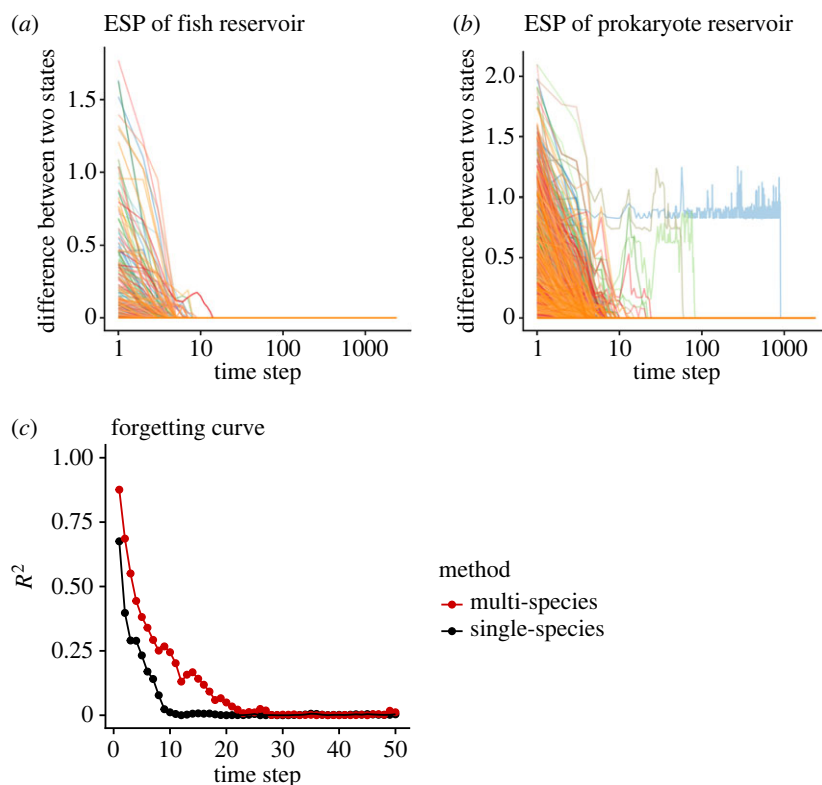 (a) ESP of fish reservoir
difference between two states
1.5
1.0
0.5
0
1 10 100 1000
time step
(b) ESP of prokaryote reservoir
difference between two states
2.0
1.5
1.0
0.5
0
1 10 100 1000
time step
(c) forgetting curve
R²
1.00
0.75
0.50
0.25
0
0 10 20 30 40 50
time step
method
multi-species
single-species